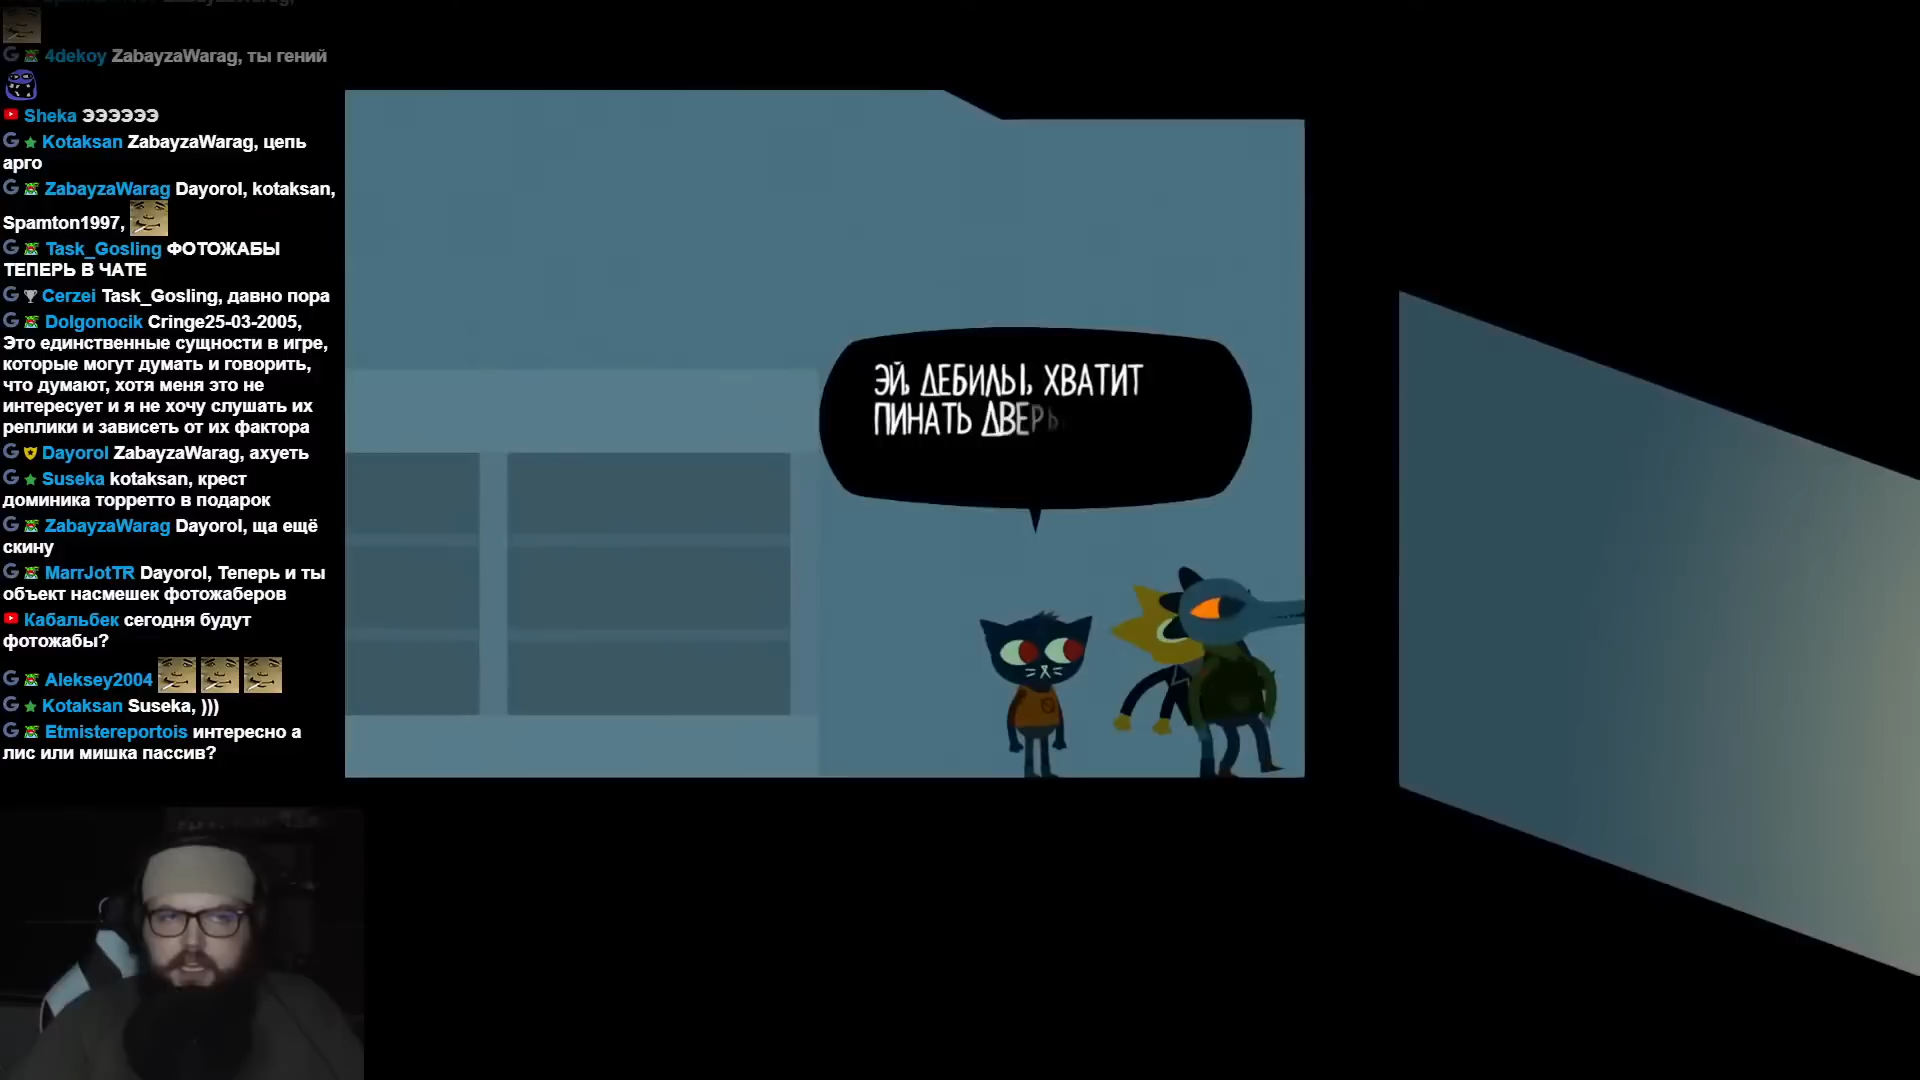 4dekoy ZabayzaWarag, ты гений
Sheka ЭЭЭЭЭЭ
Kotaksan ZabayzaWarag, цепь
арго
ZabayzaWarag Dayorol, kotaksan,
Spamton1997,
Task_Gosling ФОТОЖАБЫ
ТЕПЕРЬ В ЧАТЕ
Cerzei Task_Gosling, давно пора
Dolgonocik Cringe25-03-2005,
Это единственные сущности в игре,
которые могут думать и говорить,
что думают, хотя меня это не
интересует и я не хочу слушать их
реплики и зависеть от их фактора
Dayorol ZabayzaWarag, ахуеть
Suseka kotaksan, крест
доминика торретто в подарок
ZabayzaWarag Dayorol, ща ещё
скину
MarrJotTR Dayorol, Теперь и ты
объект насмешек фотожаберов
Кабальбек сегодня будут
фотожабы?
Aleksey2004
Kotaksan Suseka, )))
Etmistereportois интересно а
лис или мишка пассив?
ЭЙ, ДЕБИЛЫ, ХВАТИТ
ПИНАТЬ ДВЕРЬ